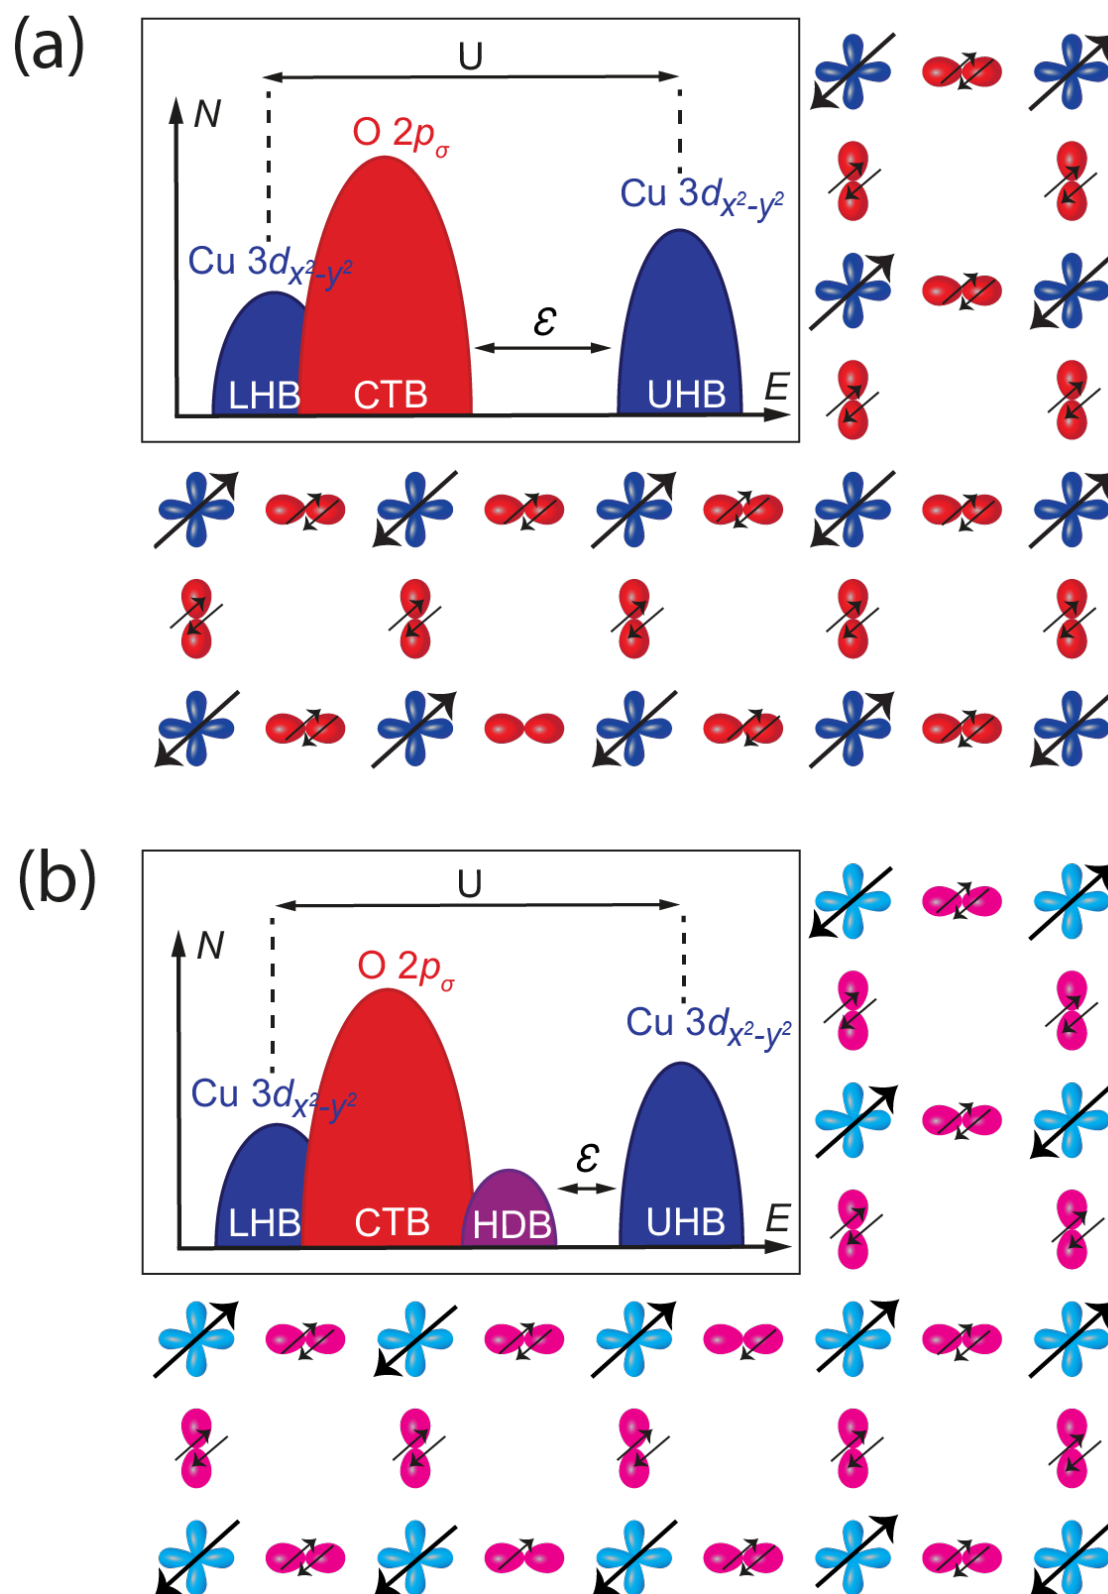 (a)
U
N
O 2pσ
Cu 3dx²-y²
Cu 3dx²-y²
ℰ
LHB
CTB
UHB
E
(b)
U
N
O 2pσ
Cu 3dx²-y²
Cu 3dx²-y²
ℰ
LHB
CTB
HDB
UHB
E